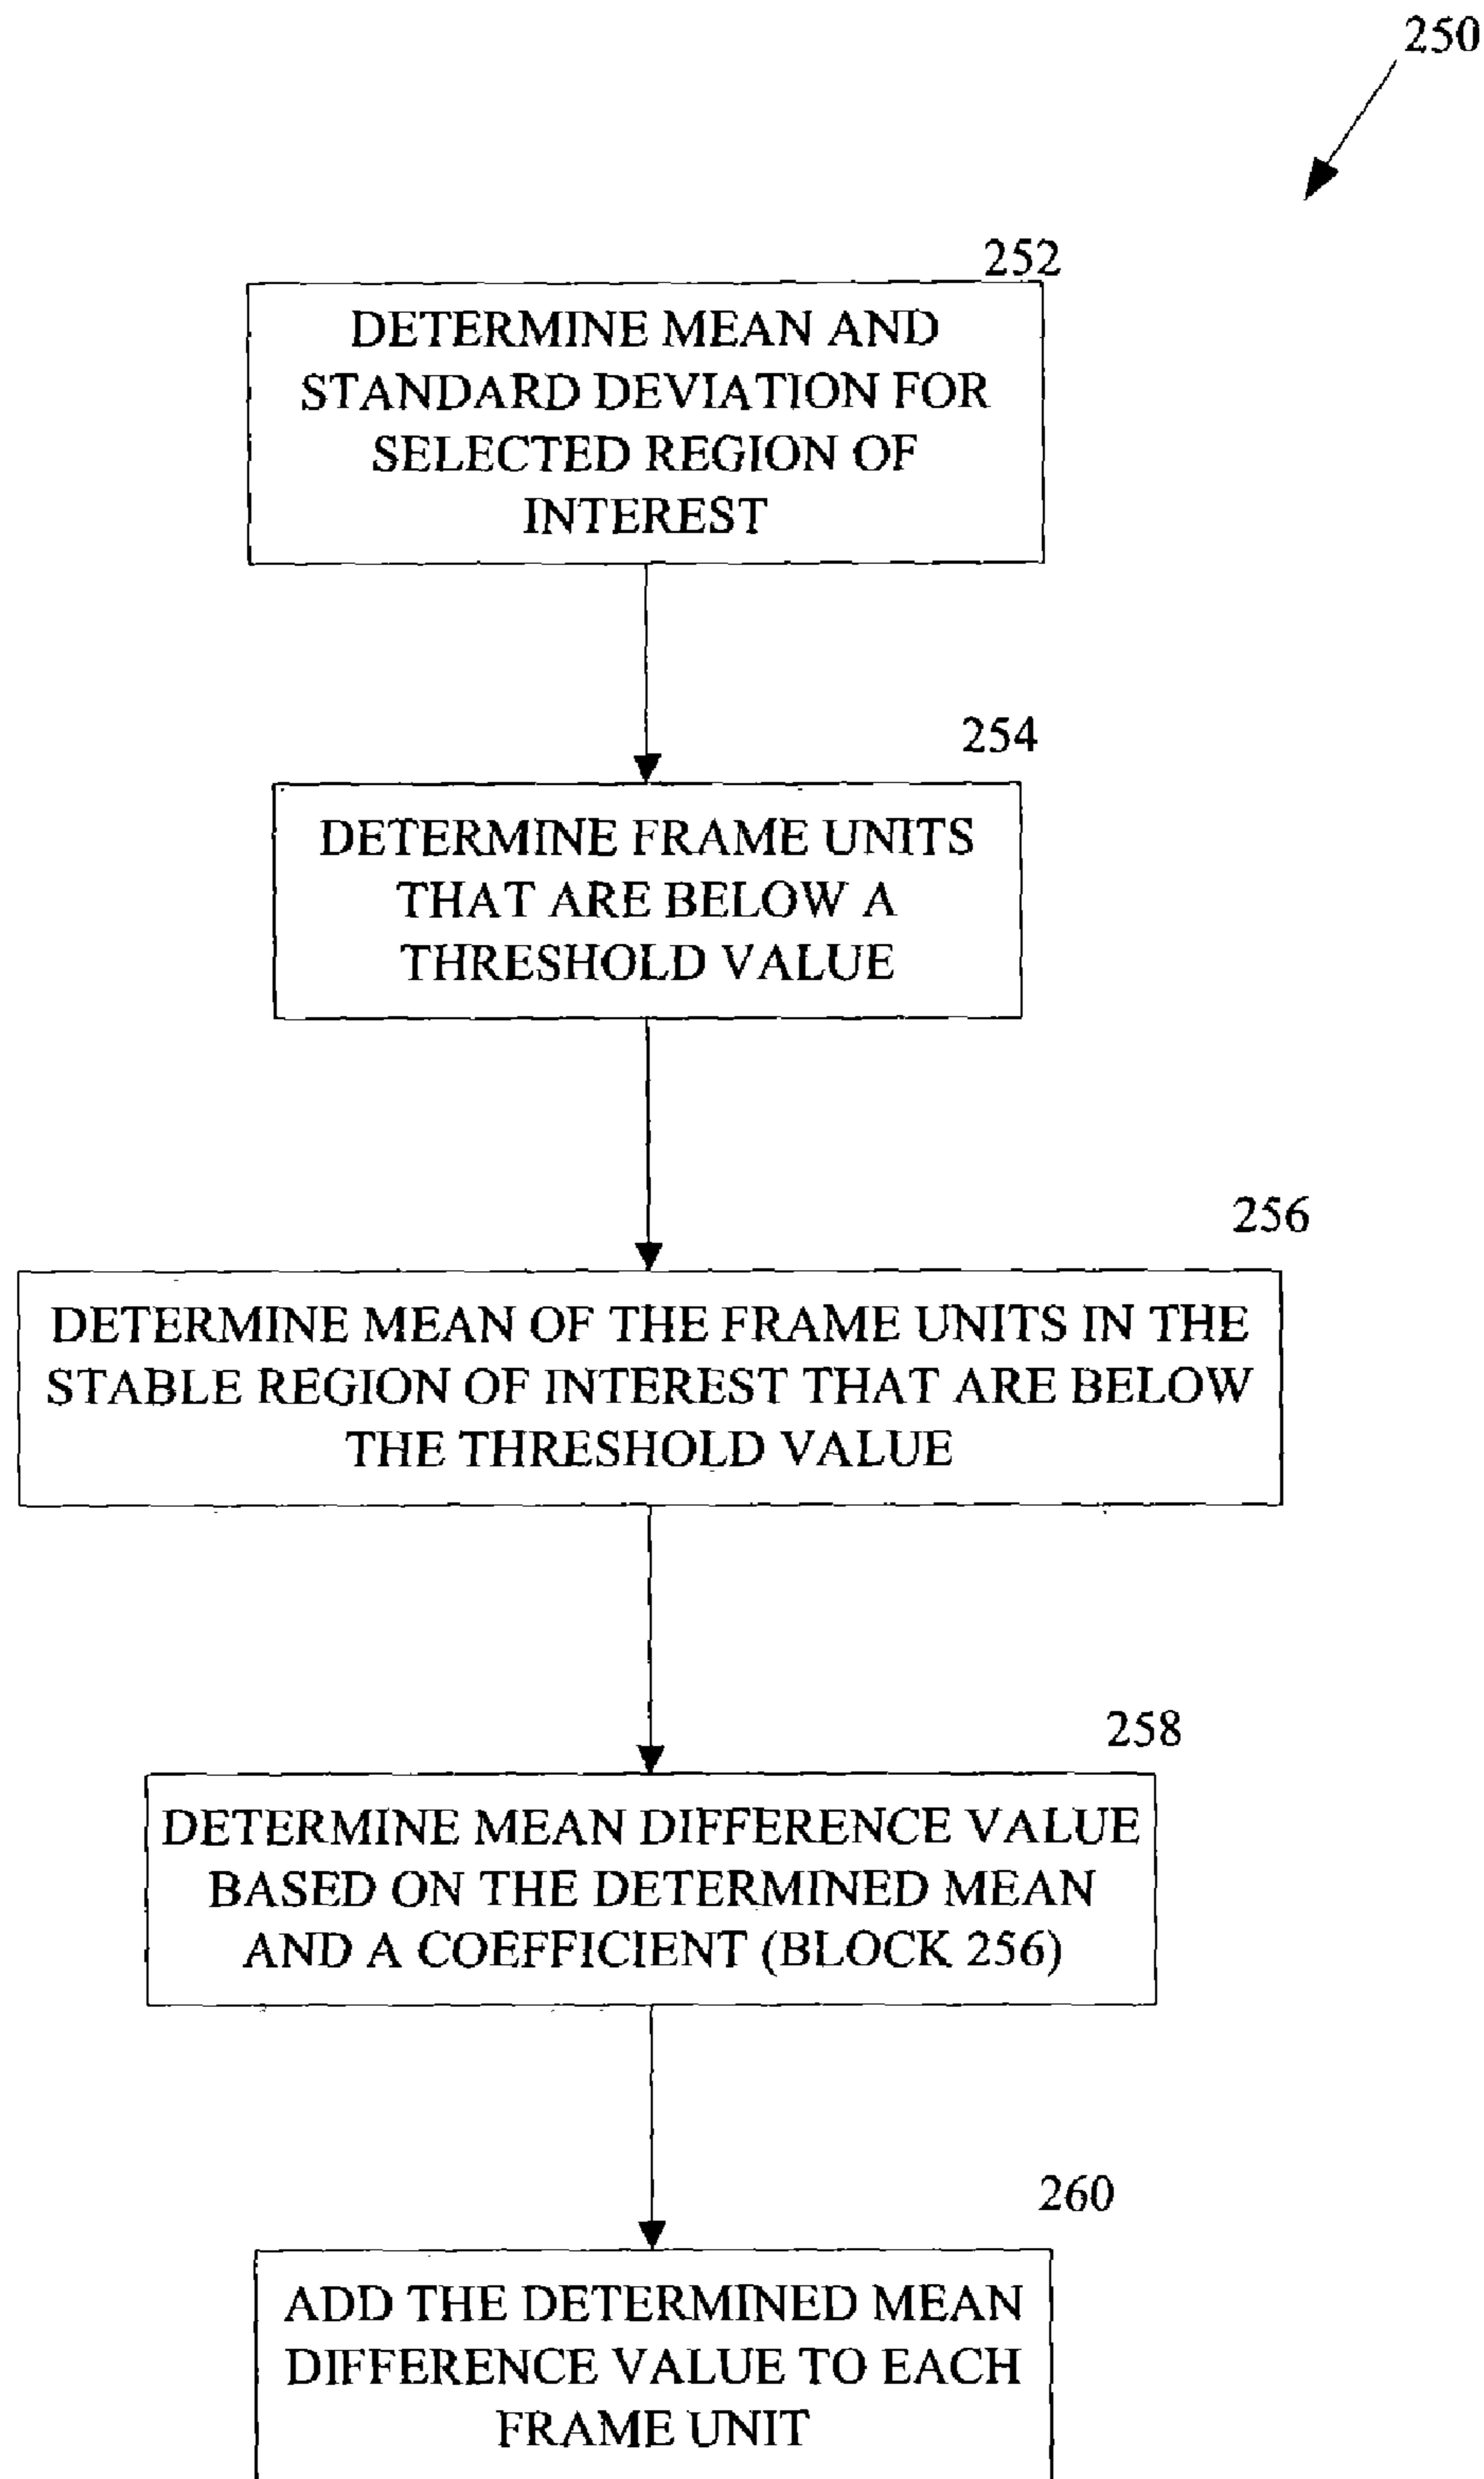 250
252
DETERMINE MEAN AND
STANDARD DEVIATION FOR
SELECTED REGION OF
INTEREST
254
DETERMINE FRAME UNITS
THAT ARE BELOW A
THRESHOLD VALUE
256
DETERMINE MEAN OF THE FRAME UNITS IN THE
STABLE REGION OF INTEREST THAT ARE BELOW
THE THRESHOLD VALUE
258
DETERMINE MEAN DIFFERENCE VALUE
BASED ON THE DETERMINED MEAN
AND A COEFFICIENT (BLOCK 256)
260
ADD THE DETERMINED MEAN
DIFFERENCE VALUE TO EACH
FRAME UNIT